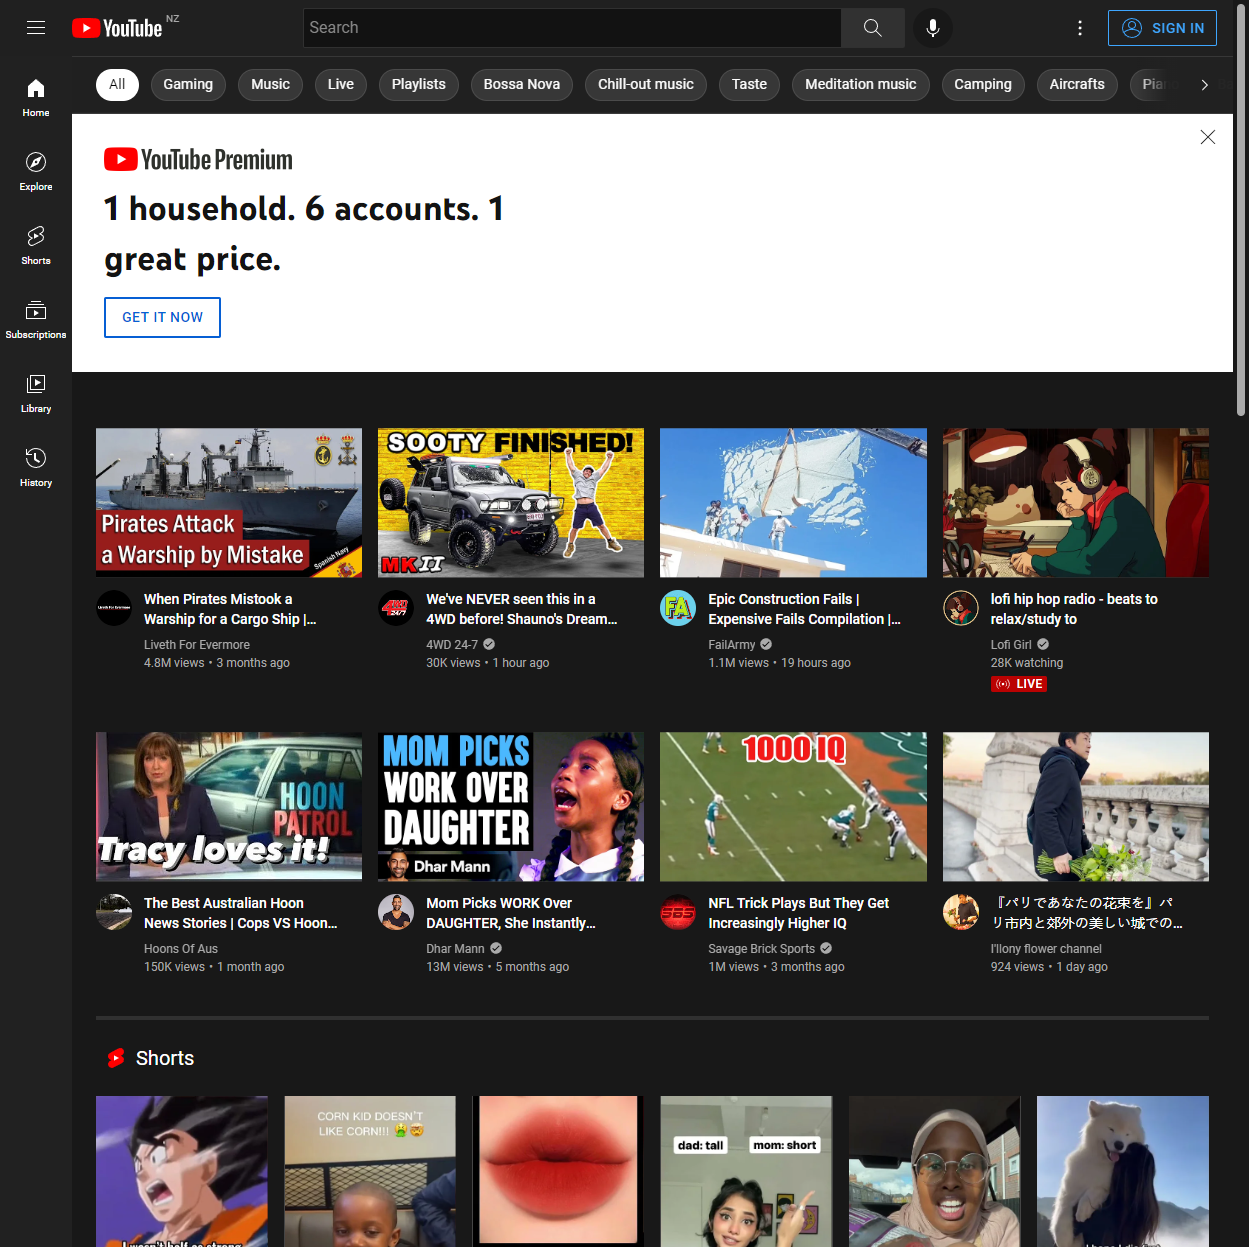 YouTube NZ
Search
SIGN IN
All
Gaming
Music
Live
Playlists
Bossa Nova
Chill-out music
Taste
Meditation music
Camping
Aircrafts
Home
Explore
Shorts
Subscriptions
Library
History
YouTube Premium
1 household. 6 accounts. 1
great price.
GET IT NOW
Pirates Attack
a Warship by Mistake
Spanish Navy
Liveth For Evermore
When Pirates Mistook a
Warship for a Cargo Ship |...
Liveth For Evermore
4.8M views • 3 months ago
SOOTY FINISHED!
MKII
4WD
24/7
We've NEVER seen this in a
4WD before! Shauno's Dream...
4WD 24-7
30K views • 1 hour ago
FA
Epic Construction Fails |
Expensive Fails Compilation |...
FailArmy
1.1M views • 19 hours ago
lofi hip hop radio - beats to
relax/study to
Lofi Girl
28K watching
LIVE
HOON
PATROL
Tracy loves it!
The Best Australian Hoon
News Stories | Cops VS Hoon...
Hoons Of Aus
150K views • 1 month ago
MOM PICKS
WORK OVER
DAUGHTER
Dhar Mann
Mom Picks WORK Over
DAUGHTER, She Instantly...
Dhar Mann
13M views • 5 months ago
1000 IQ
SBS
NFL Trick Plays But They Get
Increasingly Higher IQ
Savage Brick Sports
1M views • 3 months ago
『パリであなたの花束を』パ
リ市内と郊外の美しい城での...
I'llony flower channel
924 views • 1 day ago
Shorts
CORN KID DOESN'T
LIKE CORN!!!
dad: tall
mom: short